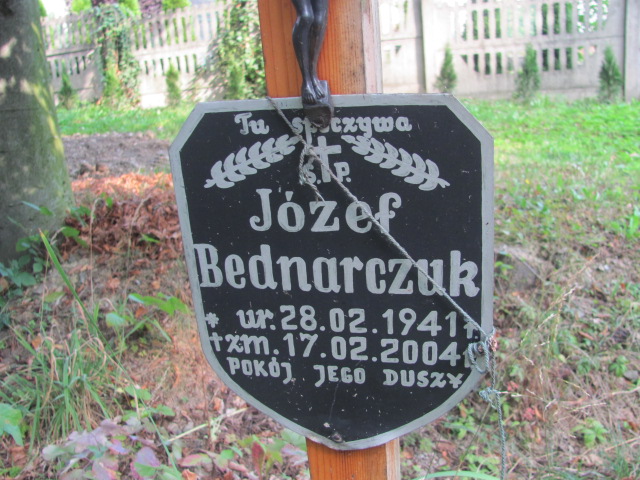 Tu spoczywa
Ś. P.
Józef
Bednarczuk
* ur. 28.02.1941 r.
† zm. 17.02.2004 r.
POKÓJ JEGO DUSZY